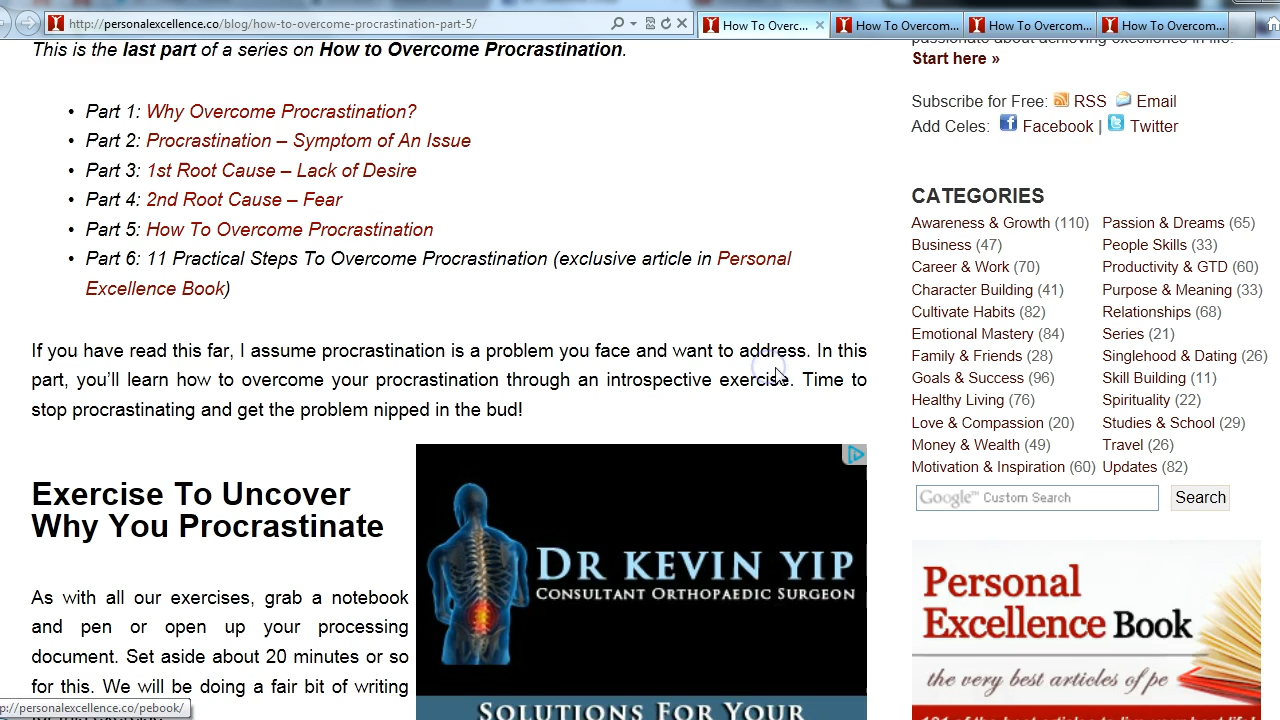 http://personalexcellence.co/blog/how-to-overcome-procrastination-part-5/
How To Overc...
How To Overcom...
How To Overcom...
How To Overcom...
This is the last part of a series on How to Overcome Procrastination.
• Part 1: Why Overcome Procrastination?
• Part 2: Procrastination – Symptom of An Issue
• Part 3: 1st Root Cause – Lack of Desire
• Part 4: 2nd Root Cause – Fear
• Part 5: How To Overcome Procrastination
• Part 6: 11 Practical Steps To Overcome Procrastination (exclusive article in Personal
Excellence Book)
If you have read this far, I assume procrastination is a problem you face and want to address. In this
part, you'll learn how to overcome your procrastination through an introspective exercise. Time to
stop procrastinating and get the problem nipped in the bud!
Exercise To Uncover
Why You Procrastinate
As with all our exercises, grab a notebook
and pen or open up your processing
document. Set aside about 20 minutes or so
for this. We will be doing a fair bit of writing
p://personalexcellence.co/pebook/
DR KEVIN YIP
CONSULTANT ORTHOPAEDIC SURGEON
SOLUTIONS FOR YOUR
passionate about achieving excellence in life.
Start here »
Subscribe for Free: RSS Email
Add Celes: Facebook | Twitter
CATEGORIES
Awareness & Growth (110)
Business (47)
Career & Work (70)
Character Building (41)
Cultivate Habits (82)
Emotional Mastery (84)
Family & Friends (28)
Goals & Success (96)
Healthy Living (76)
Love & Compassion (20)
Money & Wealth (49)
Motivation & Inspiration (60)
Passion & Dreams (65)
People Skills (33)
Productivity & GTD (60)
Purpose & Meaning (33)
Relationships (68)
Series (21)
Singlehood & Dating (26)
Skill Building (11)
Spirituality (22)
Studies & School (29)
Travel (26)
Updates (82)
Google™ Custom Search
Search
Personal
Excellence Book
the very best articles of pe